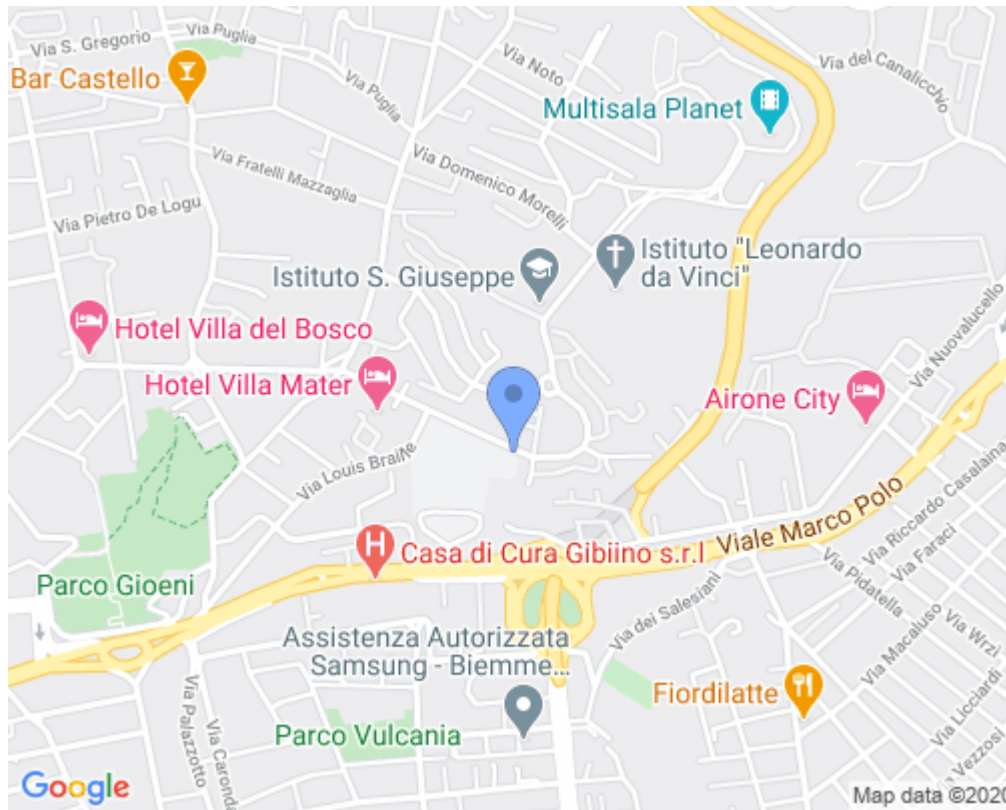 Via S. Gregorio
Via Puglia
Bar Castello
Via Puglia
Via Noto
Via del Canalicchio
Multisala Planet
Via Fratelli Mazzaglia
Via Domenico Morelli
Via Pietro De Logu
Istituto S. Giuseppe
Istituto "Leonardo
da Vinci"
Hotel Villa del Bosco
Hotel Villa Mater
Airone City
Via Nuovalucello
Via Louis Braille
Viale Marco Polo
Via Riccardo Casalaina
Via Faraci
H
Casa di Cura Gibiino s.r.l
Parco Gioeni
Via Pidatella
Via dei Salesiani
Via Macaluso
Via Wrzì
Assistenza Autorizzata
Samsung - Biemme...
Fiordilatte
Via Licciardi
Parco Vulcania
Via Palazzotto
Via Caronda
Vezzosi
Google
Map data ©202